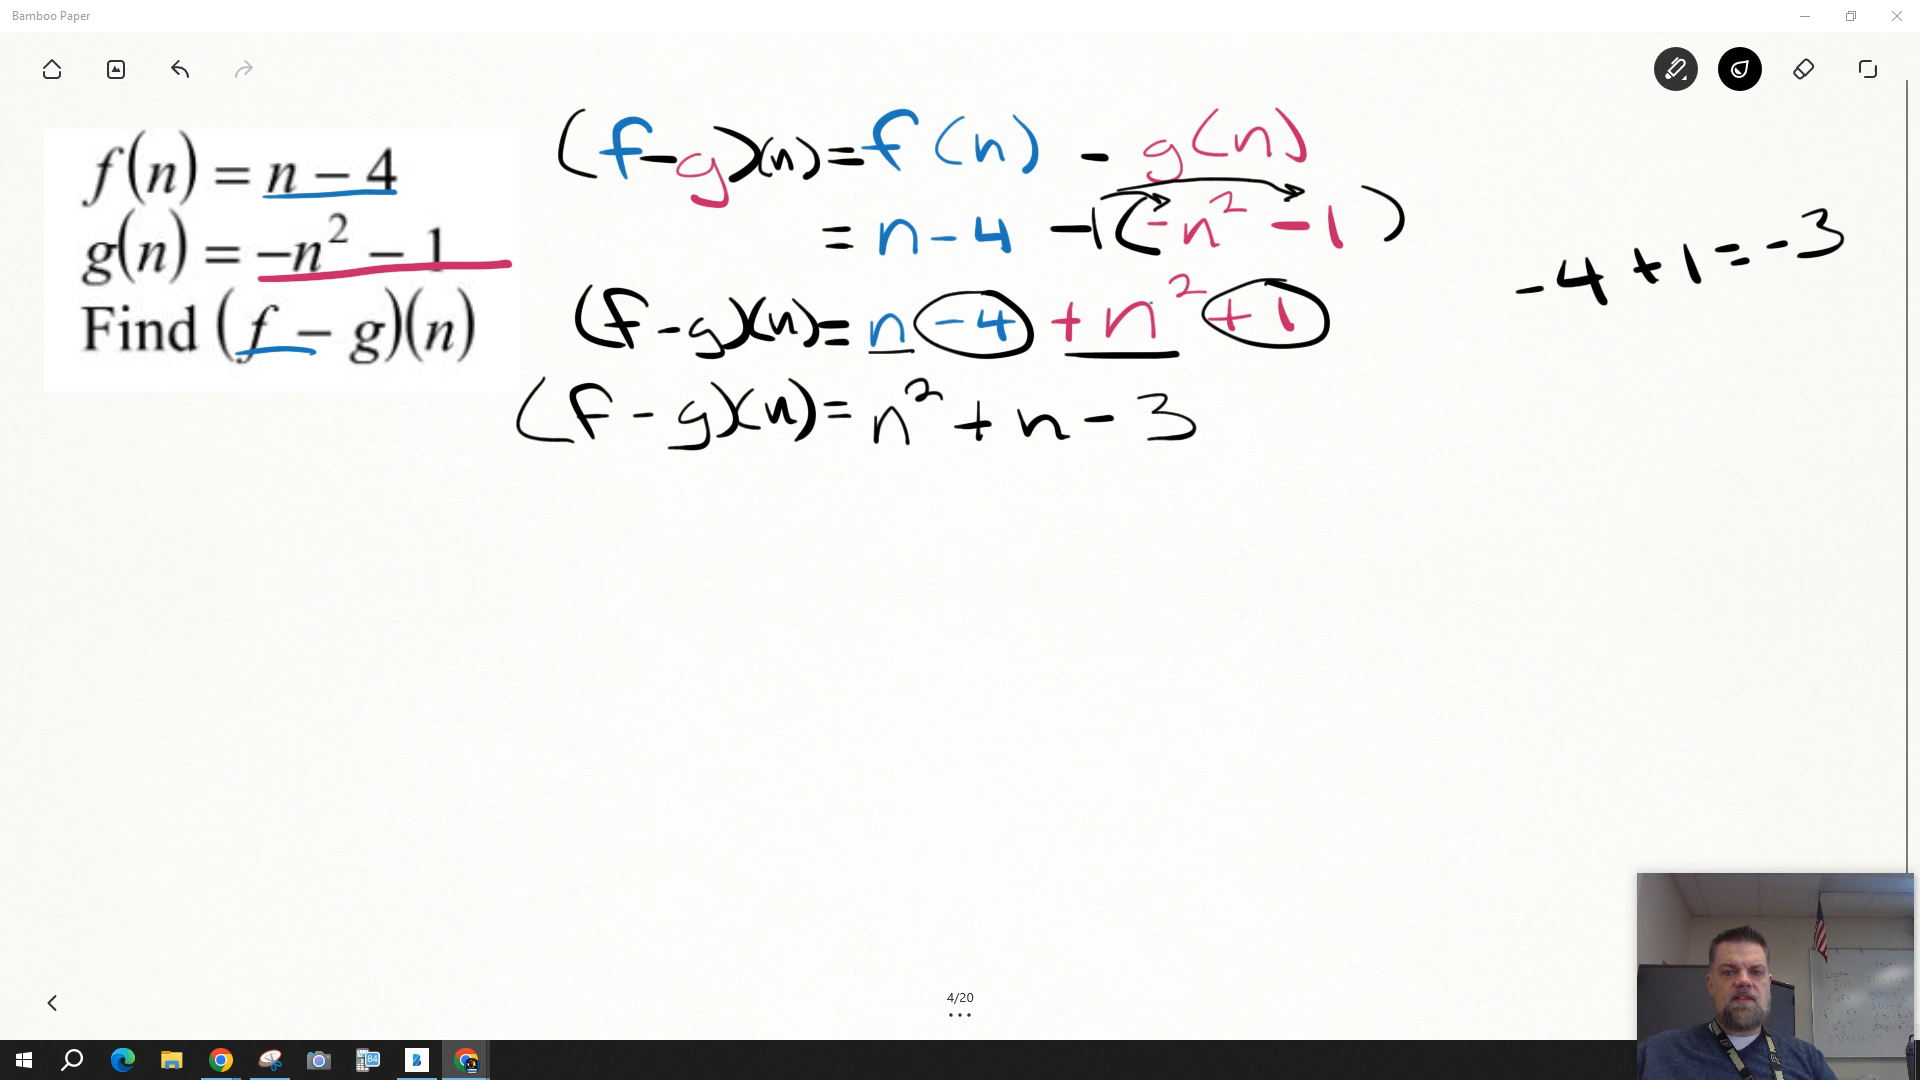 Bamboo Paper
f(n) = n − 4
g(n) = −n² − 1
Find (f − g)(n)
(f-g)(n)=f(n) - g(n)
= n-4 -1(-n² -1)
(f-g)(n)= n -4 + n² +1
(f-g)(n)= n² + n - 3
-4+1=-3
4/20
84